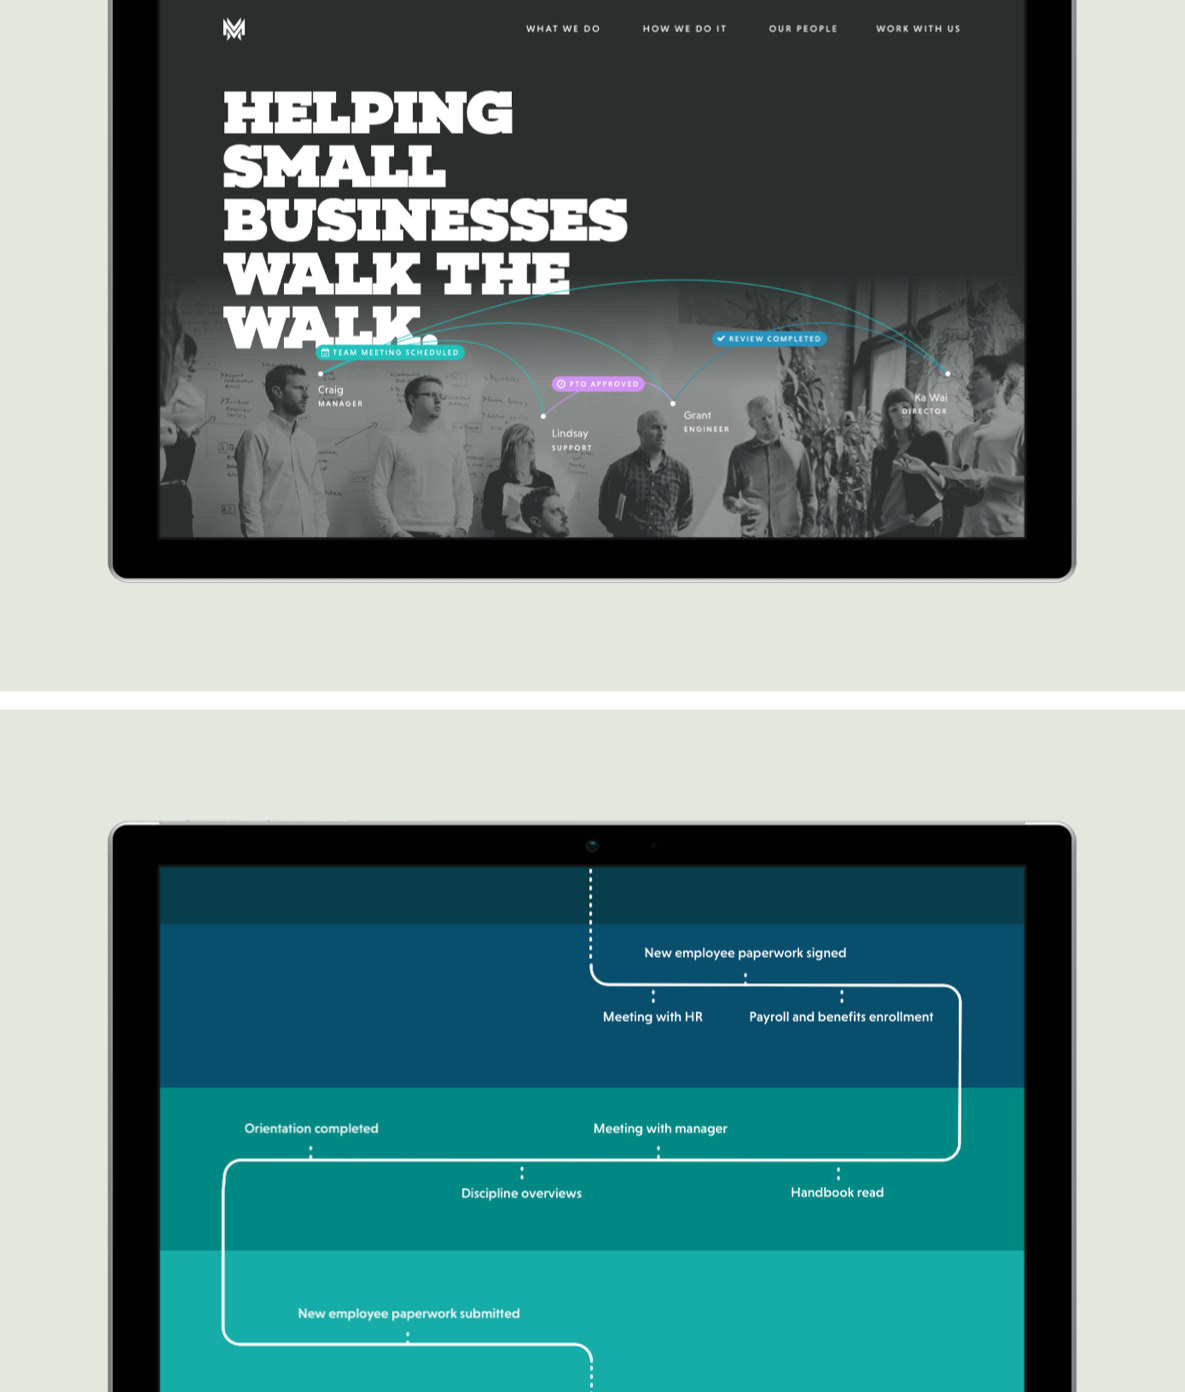 WHAT WE DO
HOW WE DO IT
OUR PEOPLE
WORK WITH US
HELPING
SMALL
BUSINESSES
WALK THE
WALK.
TEAM MEETING SCHEDULED
REVIEW COMPLETED
PTO APPROVED
Craig
MANAGER
Lindsay
SUPPORT
Grant
ENGINEER
Ka Wai
DIRECTOR
New employee paperwork signed
Meeting with HR
Payroll and benefits enrollment
Orientation completed
Meeting with manager
Discipline overviews
Handbook read
New employee paperwork submitted